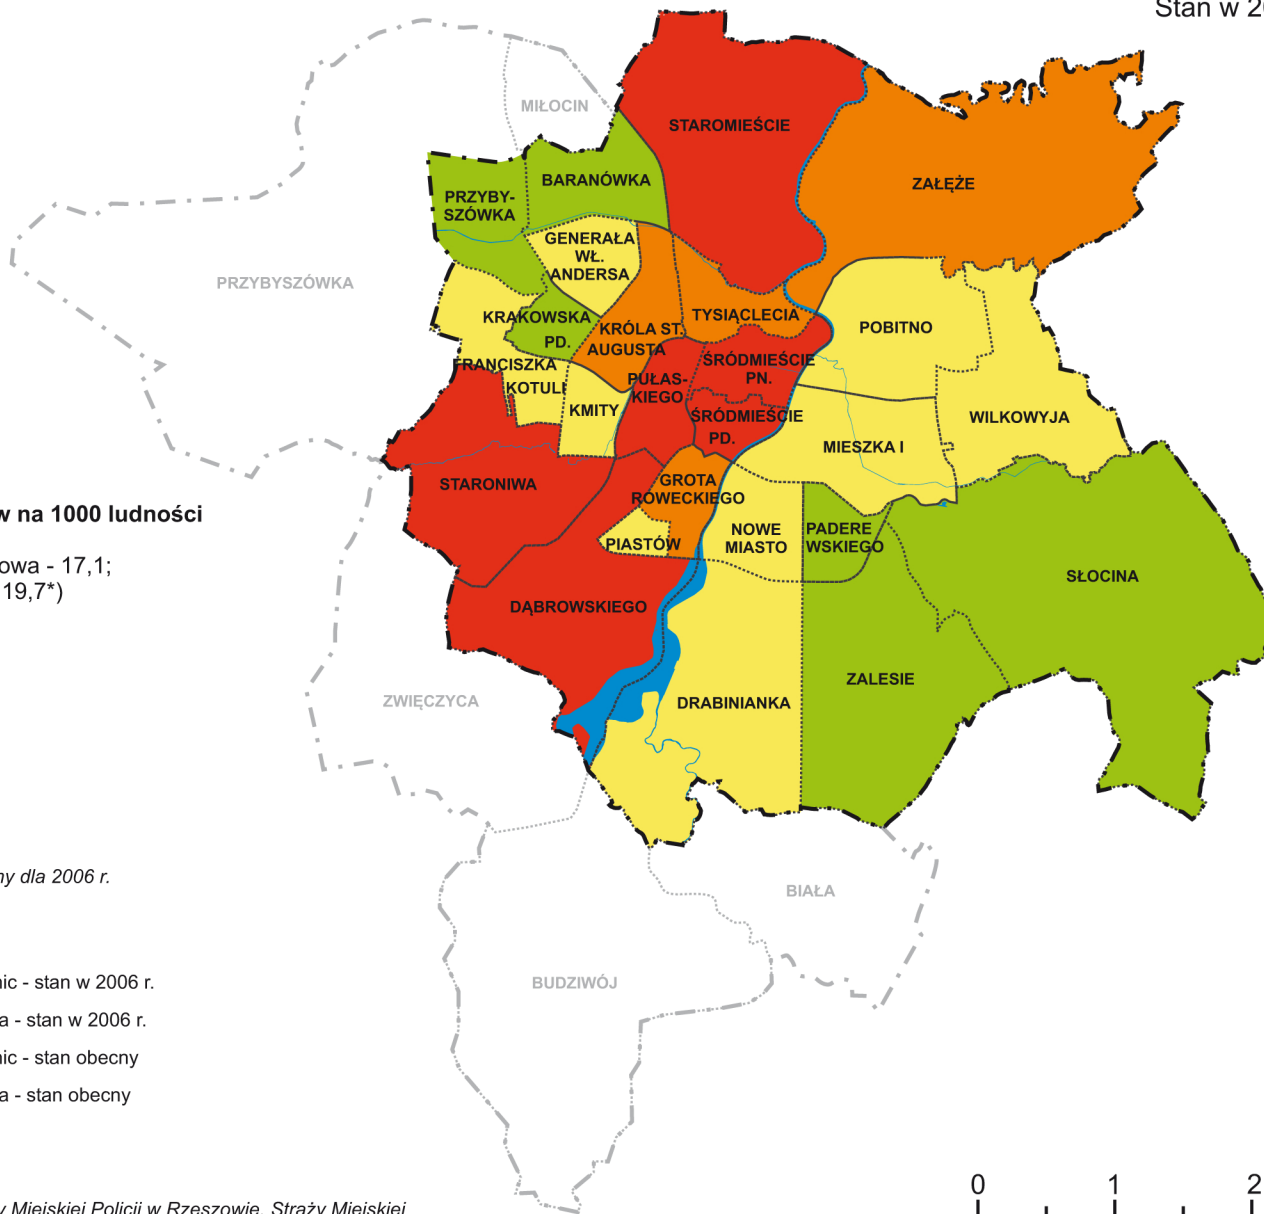 Stan w 20
MIŁOCIN
STAROMIEŚCIE
BARANÓWKA
ZAŁĘŻE
PRZYBY-
SZÓWKA
GENERAŁA
WŁ.
ANDERSA
PRZYBYSZÓWKA
KRAKOWSKA
PD.
KRÓLA ST.
AUGUSTA
TYSIĄCLECIA
POBITNO
FRANCISZKA
KOTULI
KMITY
PUŁAS-
KIEGO
ŚRÓDMIEŚCIE
PN.
ŚRÓDMIEŚCIE
PD.
MIESZKA I
WILKOWYJA
STARONIWA
GROTA
ROWECKIEGO
PIASTÓW
NOWE
MIASTO
PADERE
WSKIEGO
SŁOCINA
w na 1000 ludności
owa - 17,1;
19,7*)
DĄBROWSKIEGO
ZALESIE
DRABINIANKA
ZWIĘCZYCA
ny dla 2006 r.
BIAŁA
BUDZIWÓJ
nic - stan w 2006 r.
a - stan w 2006 r.
nic - stan obecny
a - stan obecny
0 1 2
y Miejskiej Policji w Rzeszowie, Straży Miejskiej